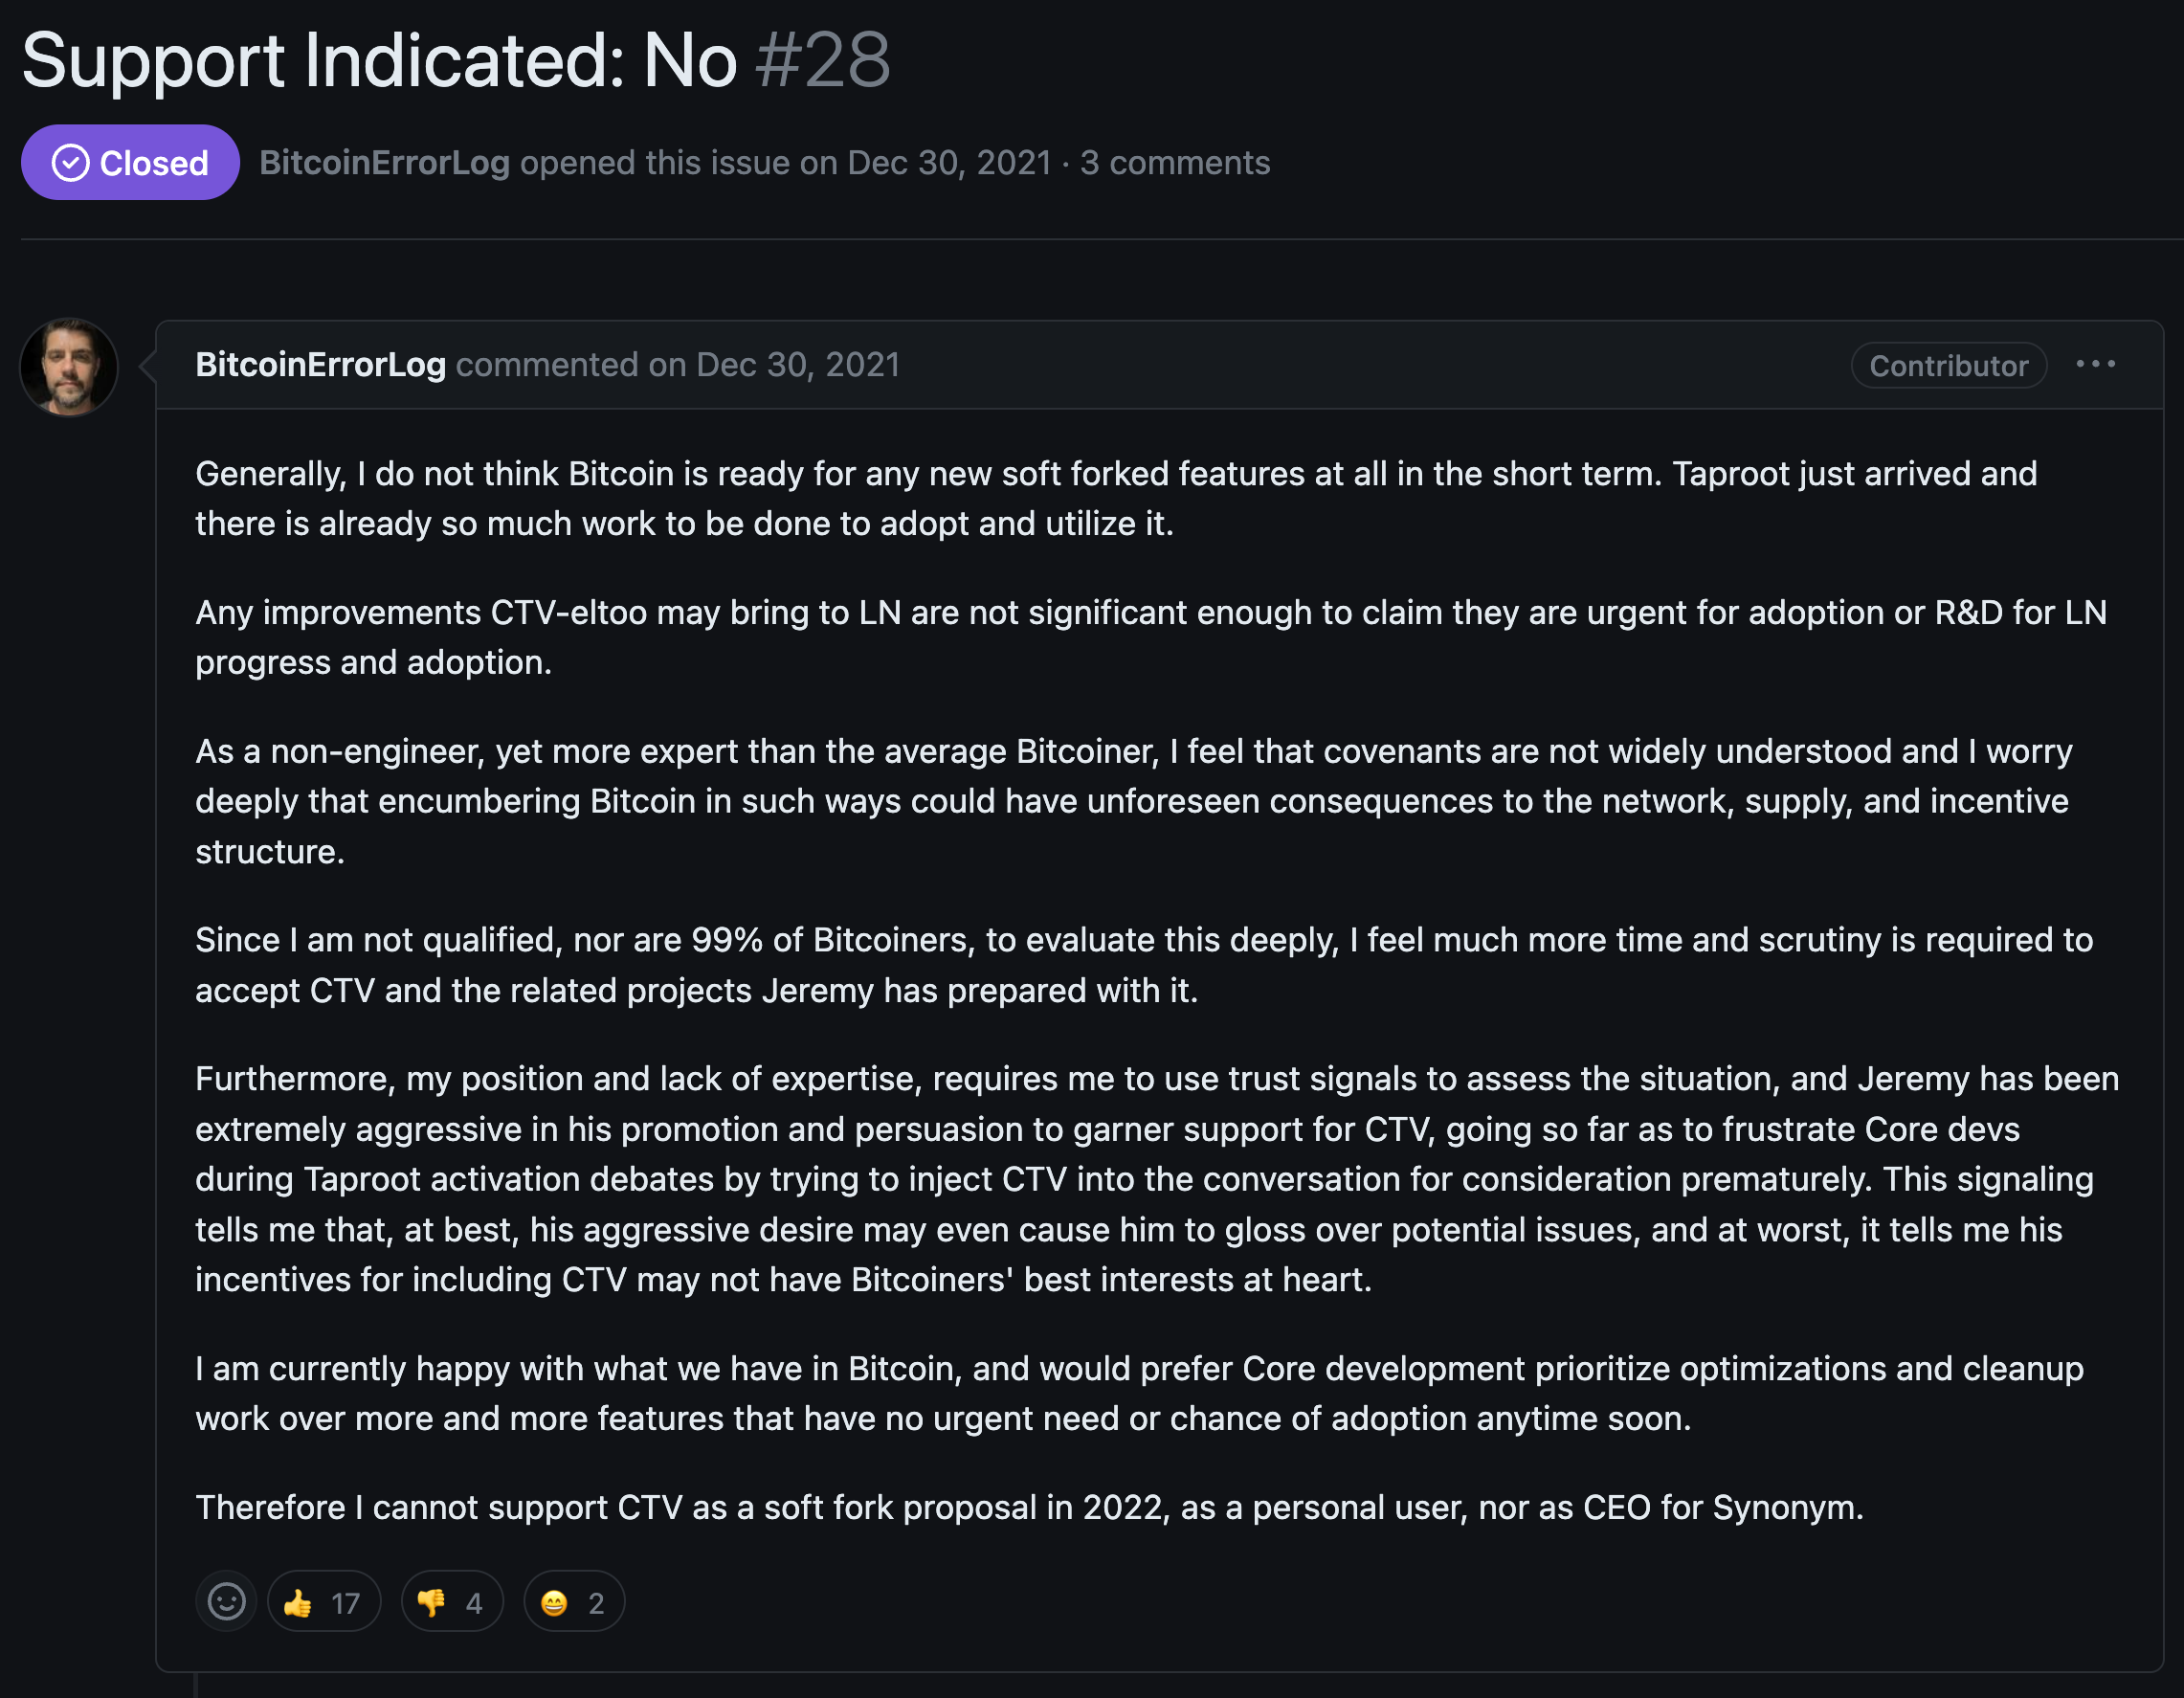 Support Indicated: No #28
Closed
BitcoinErrorLog opened this issue on Dec 30, 2021 · 3 comments
BitcoinErrorLog commented on Dec 30, 2021
Contributor
Generally, I do not think Bitcoin is ready for any new soft forked features at all in the short term. Taproot just arrived and
there is already so much work to be done to adopt and utilize it.
Any improvements CTV-eltoo may bring to LN are not significant enough to claim they are urgent for adoption or R&D for LN
progress and adoption.
As a non-engineer, yet more expert than the average Bitcoiner, I feel that covenants are not widely understood and I worry
deeply that encumbering Bitcoin in such ways could have unforeseen consequences to the network, supply, and incentive
structure.
Since I am not qualified, nor are 99% of Bitcoiners, to evaluate this deeply, I feel much more time and scrutiny is required to
accept CTV and the related projects Jeremy has prepared with it.
Furthermore, my position and lack of expertise, requires me to use trust signals to assess the situation, and Jeremy has been
extremely aggressive in his promotion and persuasion to garner support for CTV, going so far as to frustrate Core devs
during Taproot activation debates by trying to inject CTV into the conversation for consideration prematurely. This signaling
tells me that, at best, his aggressive desire may even cause him to gloss over potential issues, and at worst, it tells me his
incentives for including CTV may not have Bitcoiners' best interests at heart.
I am currently happy with what we have in Bitcoin, and would prefer Core development prioritize optimizations and cleanup
work over more and more features that have no urgent need or chance of adoption anytime soon.
Therefore I cannot support CTV as a soft fork proposal in 2022, as a personal user, nor as CEO for Synonym.
👍 17 👎 4 😄 2